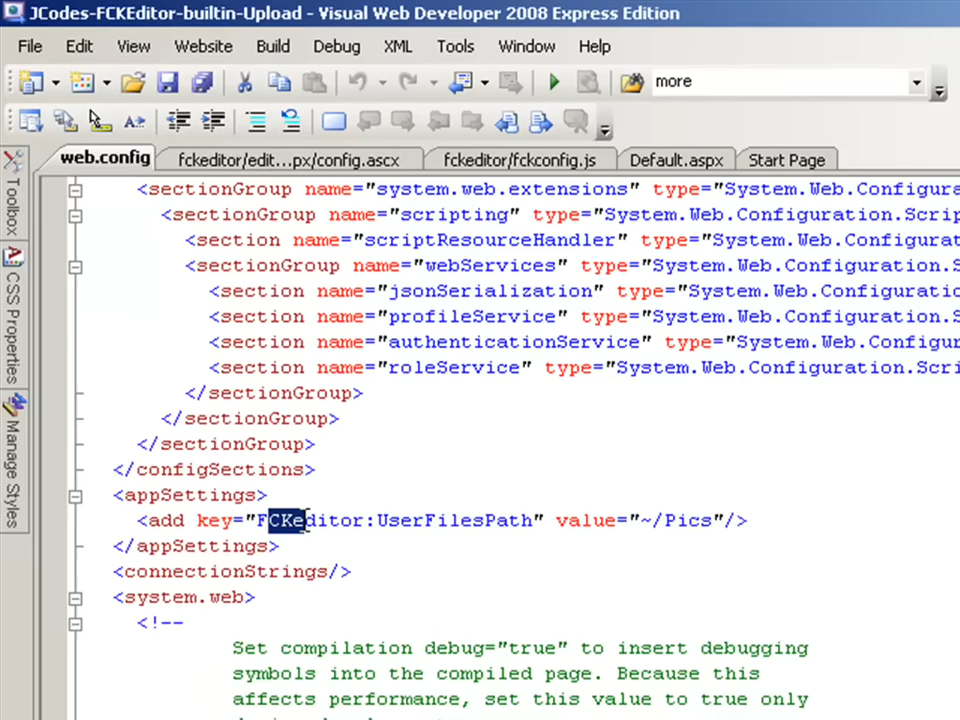 JCodes-FCKEditor-builtin-Upload - Visual Web Developer 2008 Express Edition
File Edit View Website Build Debug XML Tools Window Help
more
web.config fckeditor/edit...px/config.ascx fckeditor/fckconfig.js Default.aspx Start Page
Toolbox
CSS Properties
Manage Styles
<sectionGroup name="system.web.extensions" type="System.Web.Configura
<sectionGroup name="scripting" type="System.Web.Configuration.Scrip
<section name="scriptResourceHandler" type="System.Web.Configurat
<sectionGroup name="webServices" type="System.Web.Configuration.S
<section name="jsonSerialization" type="System.Web.Configuration
<section name="profileService" type="System.Web.Configuration.S
<section name="authenticationService" type="System.Web.Configur
<section name="roleService" type="System.Web.Configuration.Scri
</sectionGroup>
</sectionGroup>
</sectionGroup>
</configSections>
<appSettings>
<add key="FCKeditor:UserFilesPath" value="~/Pics"/>
</appSettings>
<connectionStrings/>
<system.web>
<!--
Set compilation debug="true" to insert debugging
symbols into the compiled page. Because this
affects performance, set this value to true only